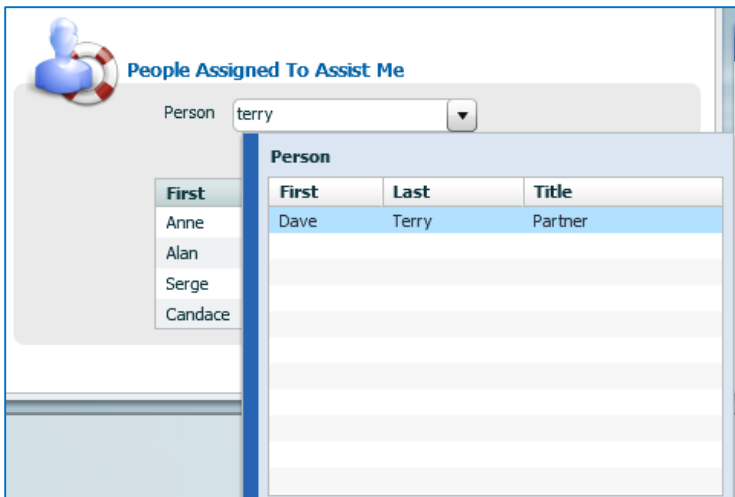 People Assigned To Assist Me
Person terry
Person
First
First Last Title
Anne
Dave Terry Partner
Alan
Serge
Candace